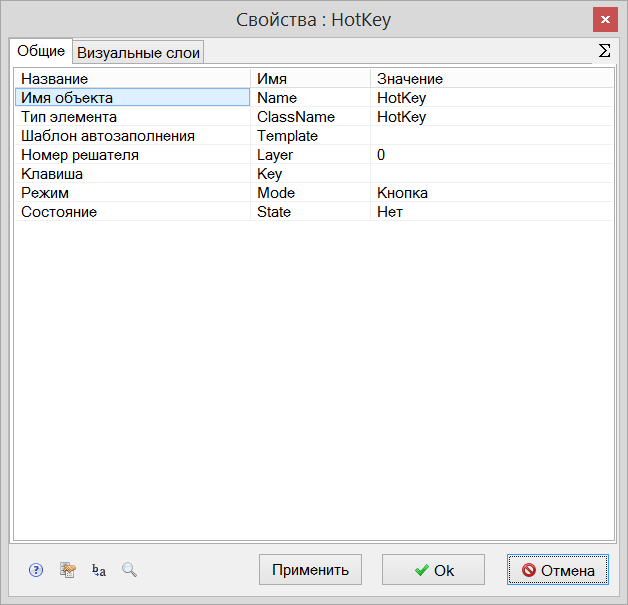 Свойства : HotKey
Общие Визуальные слои Σ
Название Имя Значение
Имя объекта Name HotKey
Тип элемента ClassName HotKey
Шаблон автозаполнения Template
Номер решателя Layer 0
Клавиша Key
Режим Mode Кнопка
Состояние State Нет
? b a Применить Ok Отмена